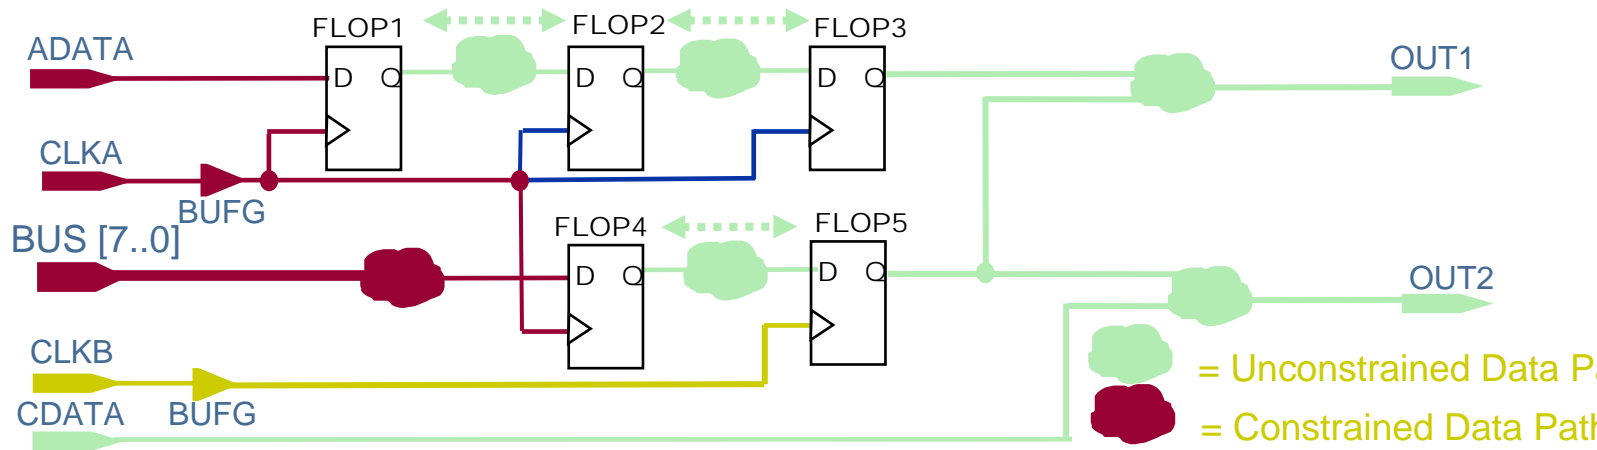 FLOP1
FLOP2
FLOP3
ADATA
OUT1
D Q
D Q
D Q
CLKA
BUFG
FLOP4
FLOP5
BUS [7..0]
D Q
D Q
OUT2
CLKB
= Unconstrained Data Pa
CDATA
BUFG
= Constrained Data Path